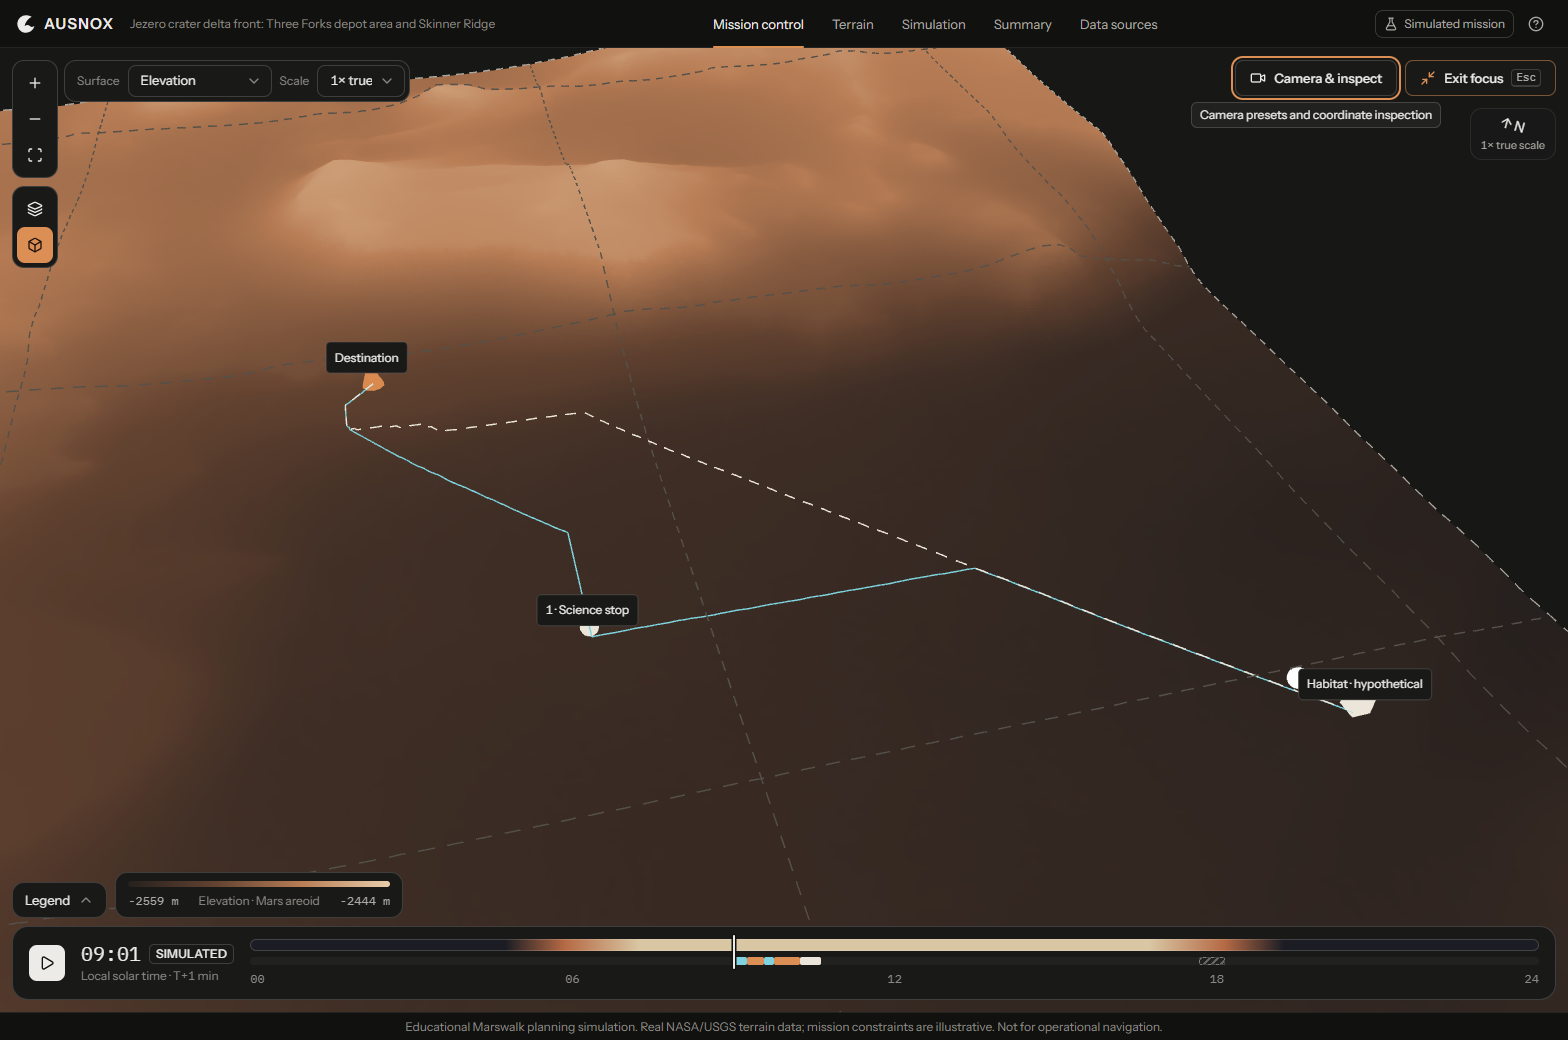 AUSNOX
Jezero crater delta front: Three Forks depot area and Skinner Ridge
Mission control
Terrain
Simulation
Summary
Data sources
Simulated mission
Surface
Elevation
Scale
1× true
Camera & inspect
Exit focus
Esc
Camera presets and coordinate inspection
N
1× true scale
Destination
1 · Science stop
Habitat · hypothetical
Legend
-2559 m
Elevation · Mars areoid
-2444 m
09:01
SIMULATED
Local solar time · T+1 min
00
06
12
18
24
Educational Marswalk planning simulation. Real NASA/USGS terrain data; mission constraints are illustrative. Not for operational navigation.